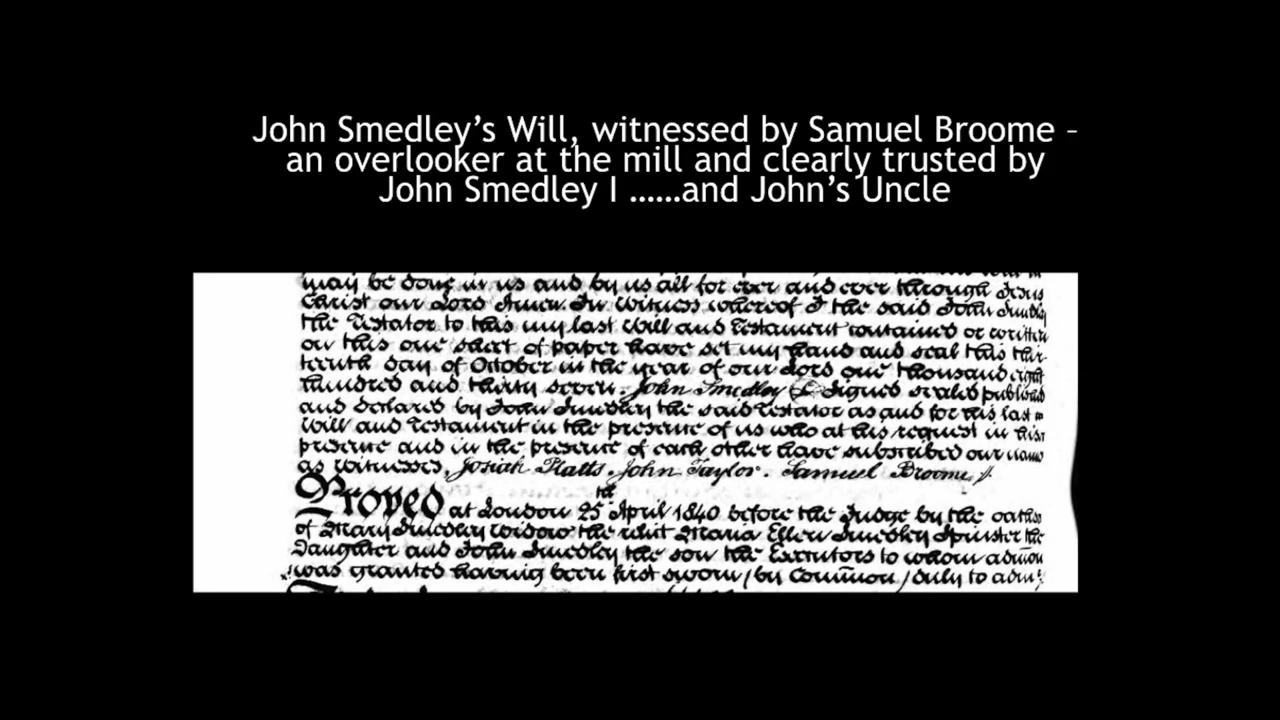 John Smedley’s Will, witnessed by Samuel Broome –
an overlooker at the mill and clearly trusted by
John Smedley I ……and John’s Uncle
may be done in us and by us all for ever and ever through Jesus
Christ our Lord Amen. In Witness whereof I the said John Smedley
the Testator to this my last Will and Testament contained or written
on this one sheet of paper have set my hand and seal this thir-
teenth day of October in the year of our Lord one thousand eight
hundred and thirty seven. John Smedley Signed sealed published
and declared by John Smedley the said Testator as and for his last
Will and Testament in the presence of us who at his request in his
presence and in the presence of each other have subscribed our names
as witnesses, Josiah Platts. John Taylor. Samuel Broome,
Proved at London 25th April 1840 before the Judge by the oaths
of Mary Smedley Widow the relict Maria Ellen Smedley Spinster the
Daughter and John Smedley the son the Executors to whom admon
was granted having been first sworn (by Common) duly to adm